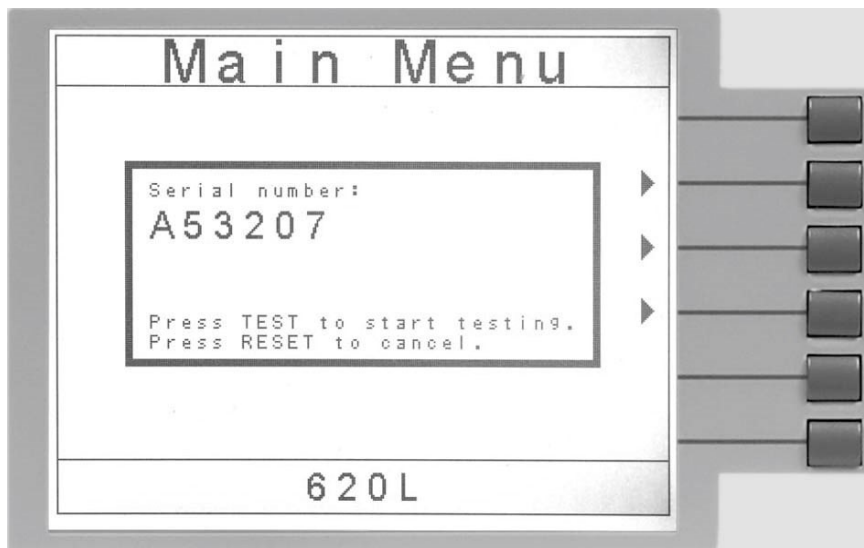 Main Menu
Serial number:
A53207
Press TEST to start testing.
Press RESET to cancel.
620L